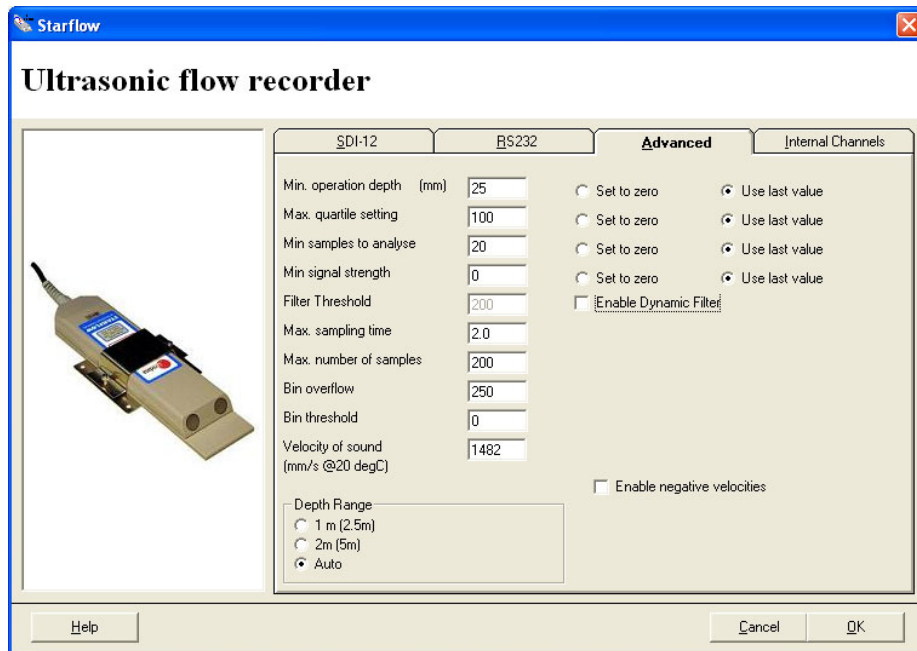 Starflow
Ultrasonic flow recorder
SDI-12 RS232 Advanced Internal Channels
Min. operation depth (mm) 25 Set to zero Use last value
Max. quartile setting 100 Set to zero Use last value
Min samples to analyse 20 Set to zero Use last value
Min signal strength 0 Set to zero Use last value
Filter Threshold 200 Enable Dynamic Filter
Max. sampling time 2.0
Max. number of samples 200
Bin overflow 250
Bin threshold 0
Velocity of sound 1482
(mm/s @20 degC)
Enable negative velocities
Depth Range
1 m (2.5m)
2m (5m)
Auto
Help Cancel OK